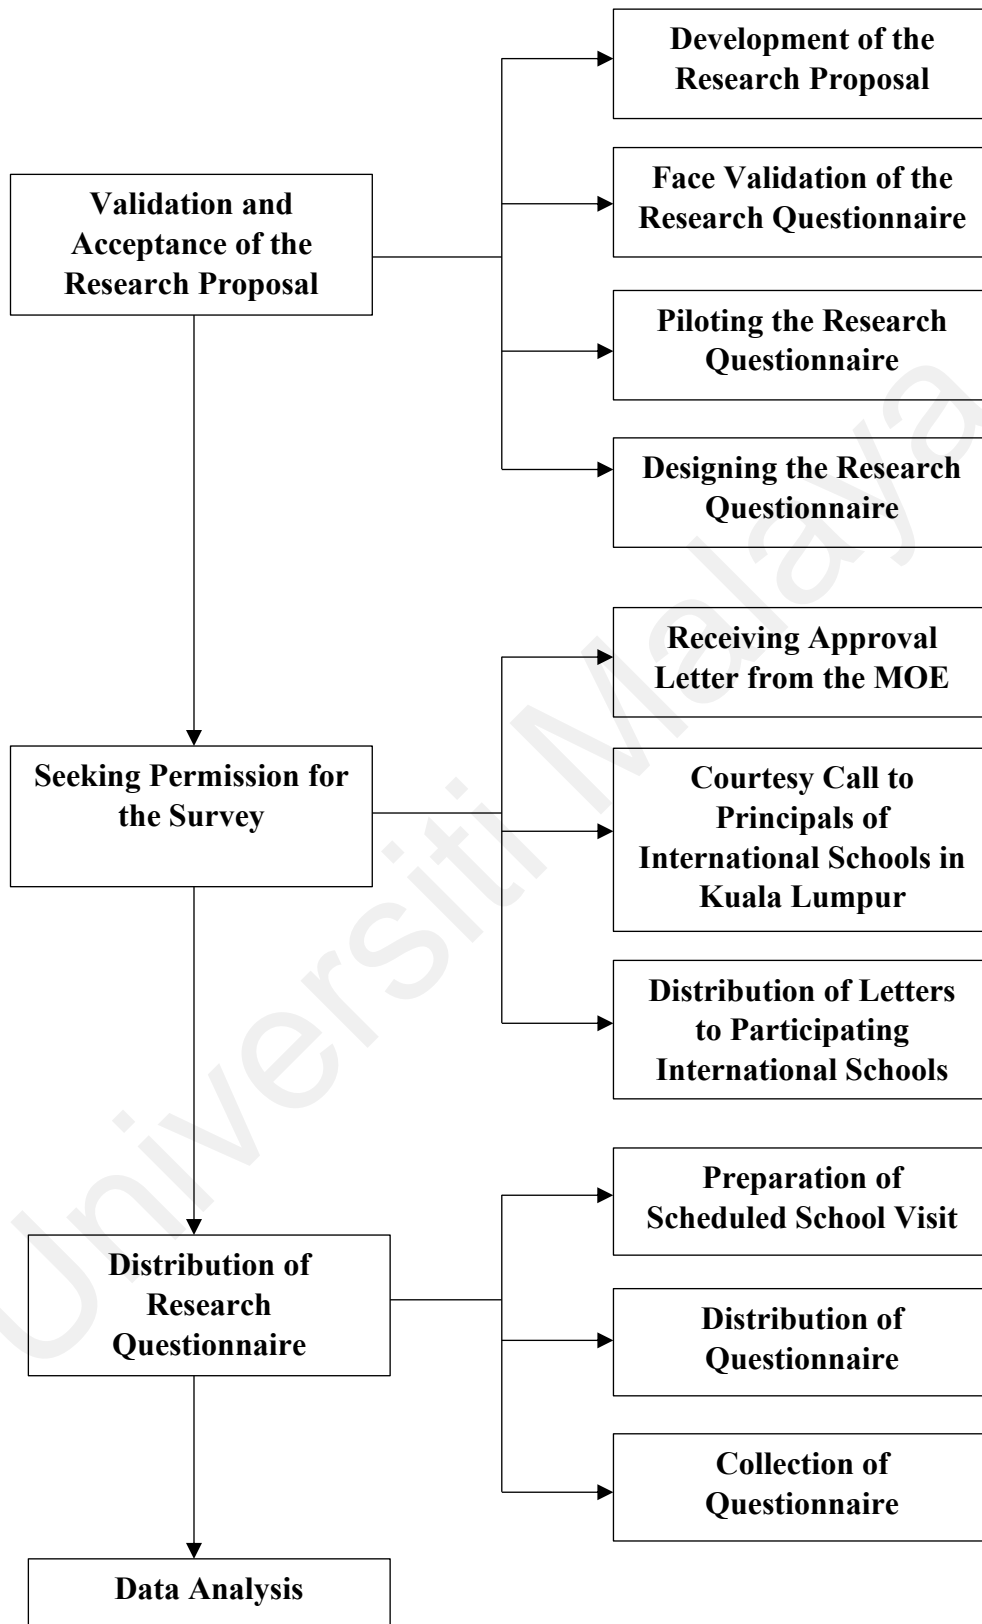 Development of the
Research Proposal
Validation and
Acceptance of the
Research Proposal
Face Validation of the
Research Questionnaire
Piloting the Research
Questionnaire
Designing the Research
Questionnaire
Seeking Permission for
the Survey
Receiving Approval
Letter from the MOE
Courtesy Call to
Principals of
International Schools in
Kuala Lumpur
Distribution of Letters
to Participating
International Schools
Distribution of
Research
Questionnaire
Preparation of
Scheduled School Visit
Distribution of
Questionnaire
Collection of
Questionnaire
Data Analysis
Universiti Malaya